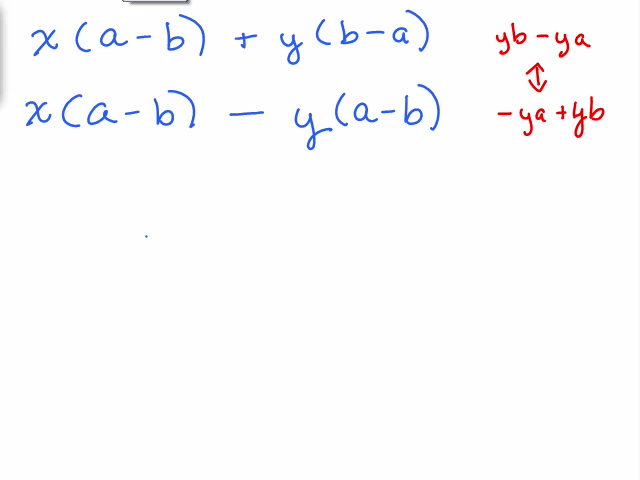 x(a-b) + y(b-a)
yb-ya
↕
x(a-b) - y(a-b)
-ya+yb